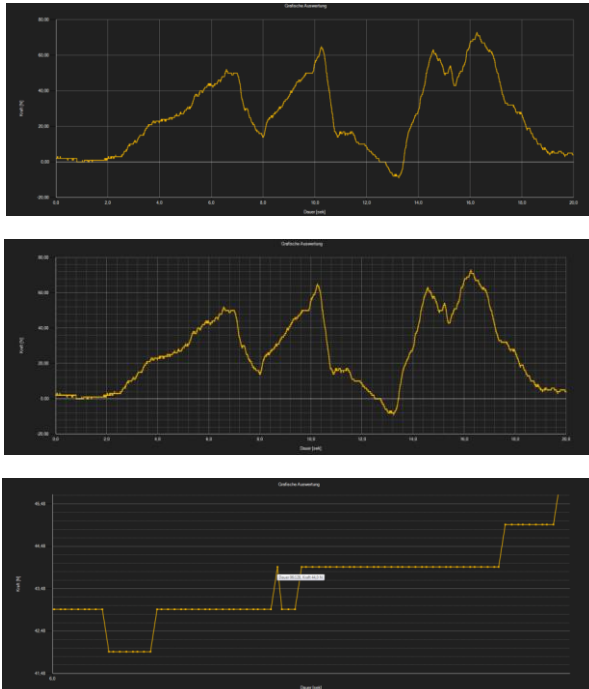 Grafische Auswertung
80,00
60,00
40,00
20,00
0,00
-20,00
Kraft [N]
0,0 2,0 4,0 6,0 8,0 10,0 12,0 14,0 16,0 18,0 20,0
Dauer [sek]
Grafische Auswertung
80,00
60,00
40,00
20,00
0,00
-20,00
Kraft [N]
0,0 2,0 4,0 6,0 8,0 10,0 12,0 14,0 16,0 18,0 20,0
Dauer [sek]
Grafische Auswertung
Kraft [N]
Dauer [sek]